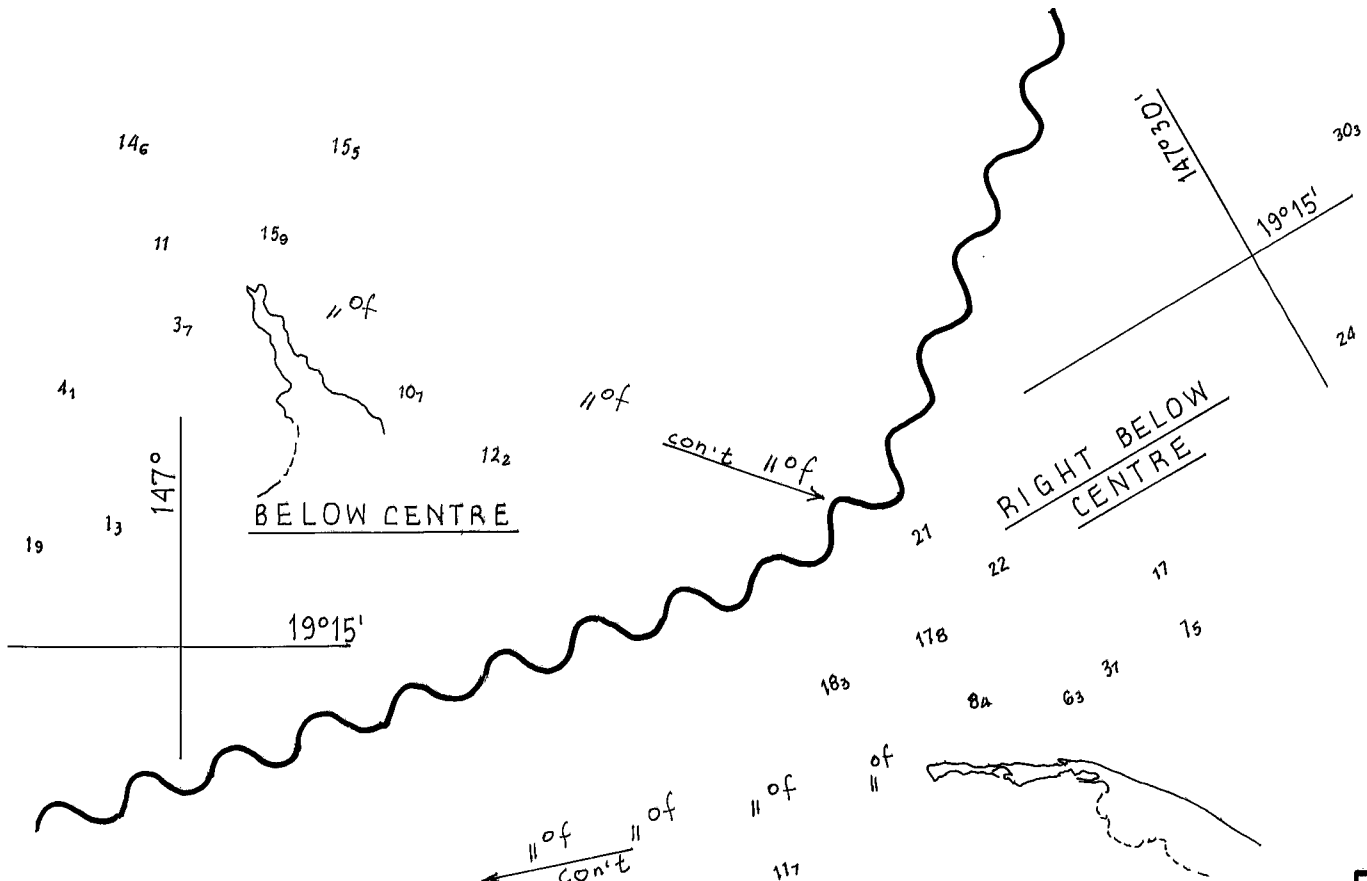 14₆
15₅
11
15₉
3₇
"of
4₁
10₇
"of
147°
12₂
con't "of
BELOW CENTRE
1₃
1₉
19°15'
147°30'
30₃
19°15'
24
RIGHT BELOW
CENTRE
21
22
17
17₈
18₃
8₄
6₃
"of
"of
"of
"of
con't
11₇